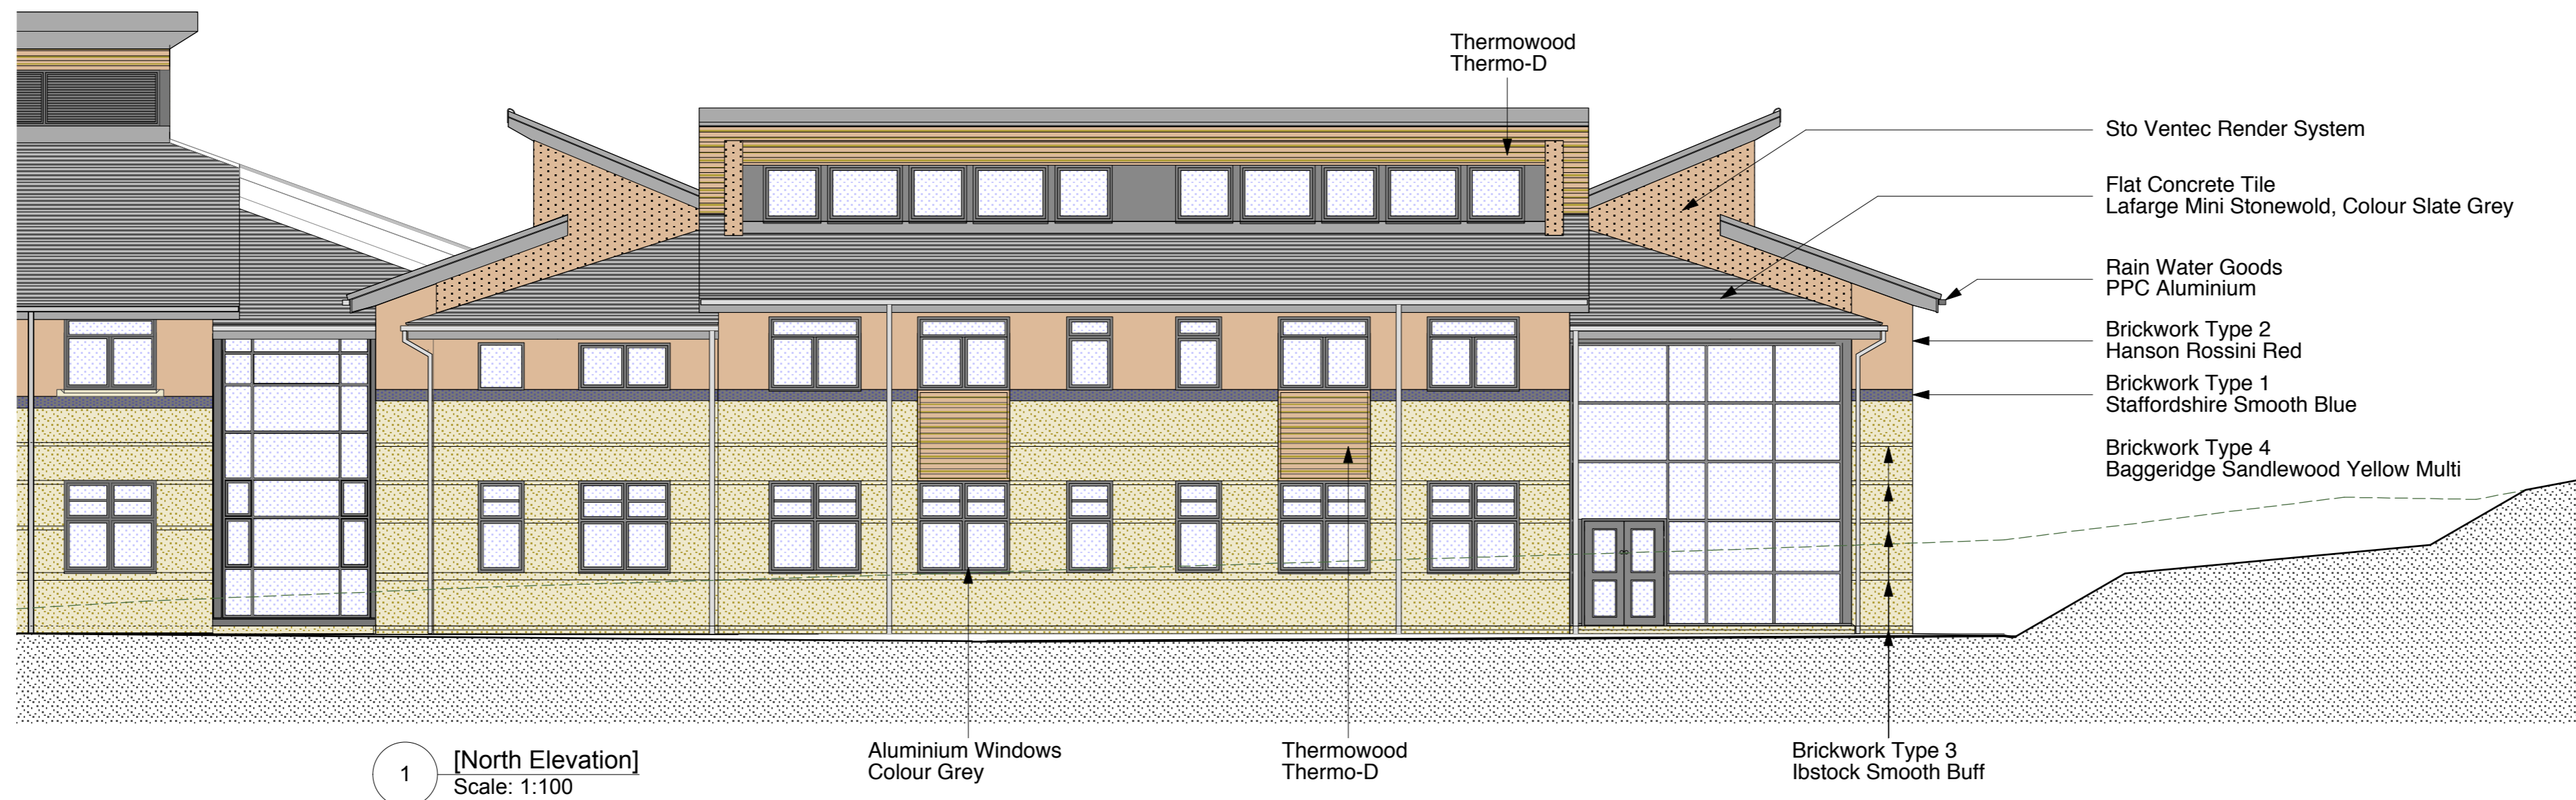 Thermowood
Thermo-D
Sto Ventec Render System
Flat Concrete Tile
Lafarge Mini Stonewold, Colour Slate Grey
Rain Water Goods
PPC Aluminium
Brickwork Type 2
Hanson Rossini Red
Brickwork Type 1
Staffordshire Smooth Blue
Brickwork Type 4
Baggeridge Sandlewood Yellow Multi
Aluminium Windows
Colour Grey
Thermowood
Thermo-D
Brickwork Type 3
Ibstock Smooth Buff
1
[North Elevation]
Scale: 1:100